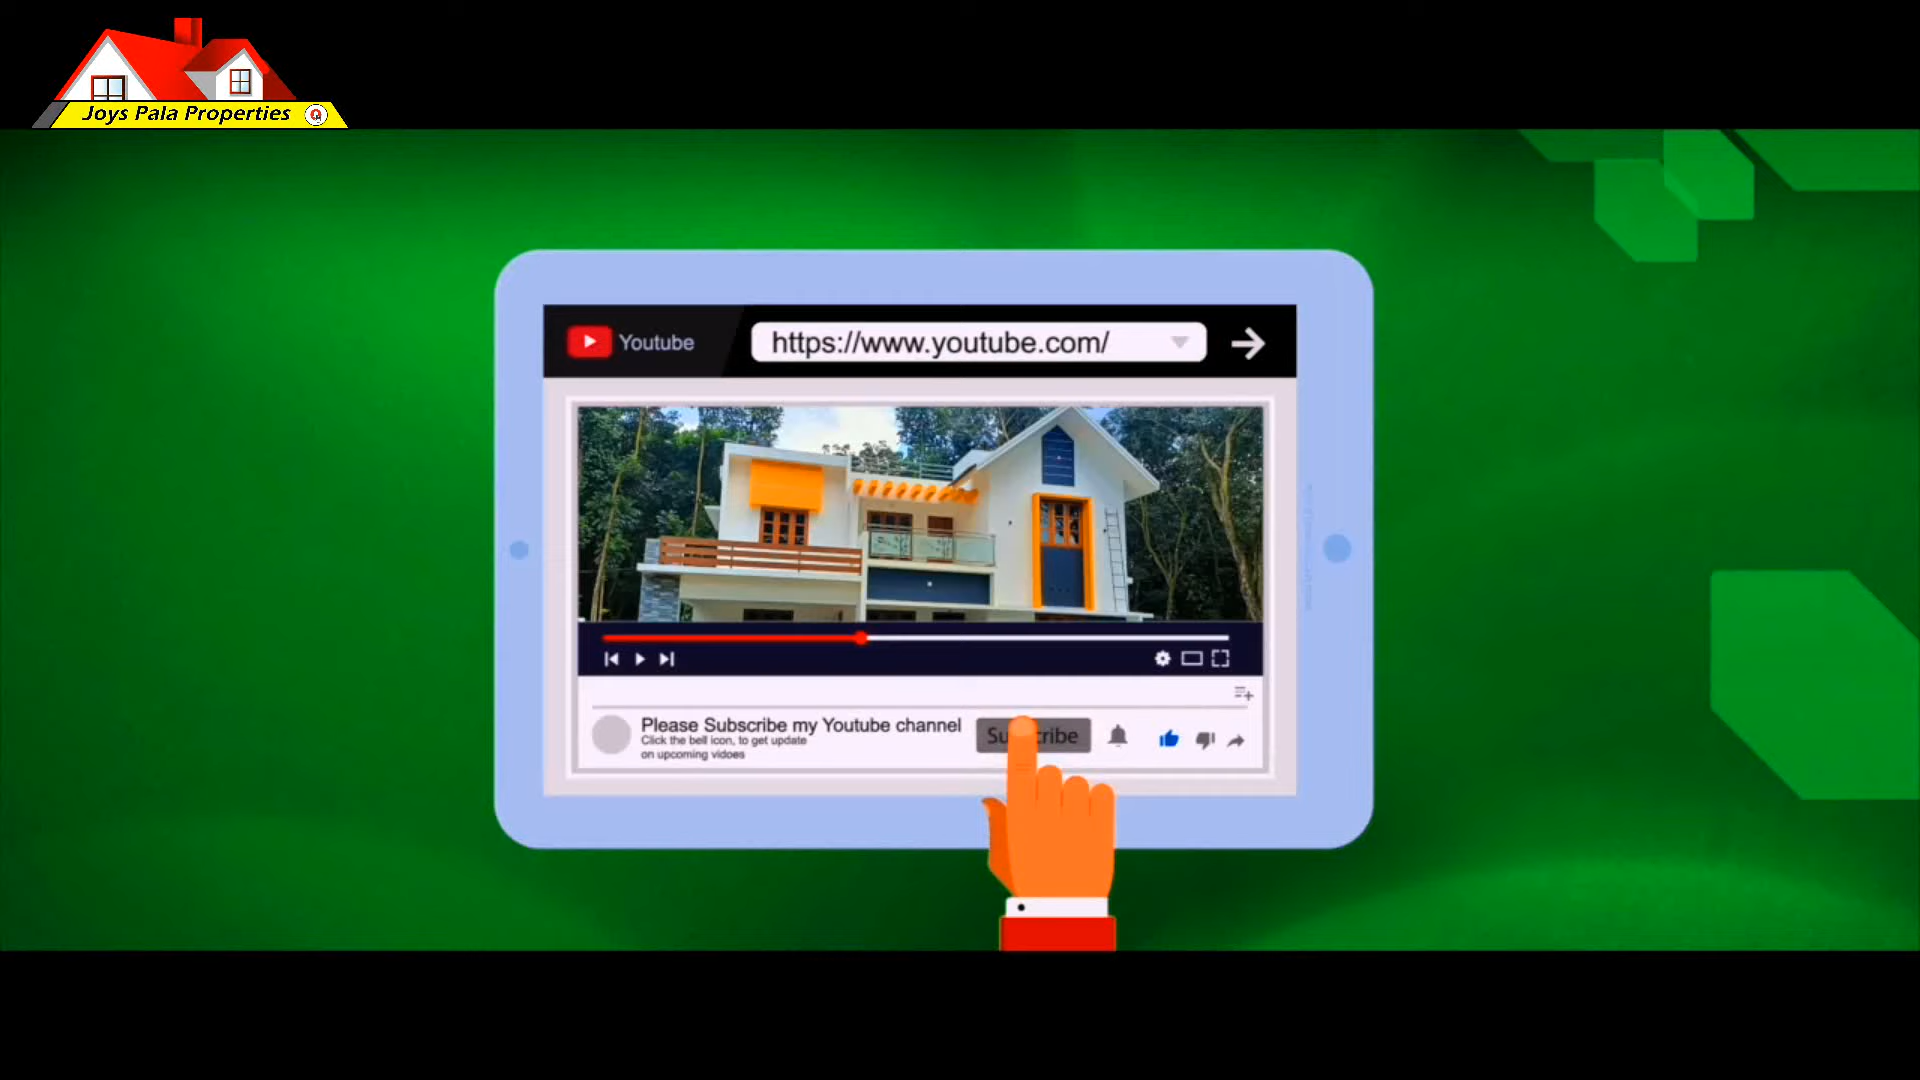 Joys Pala Properties
Youtube
https://www.youtube.com/
Please Subscribe my Youtube channel
Click the bell icon, to get update
on upcoming vidoes